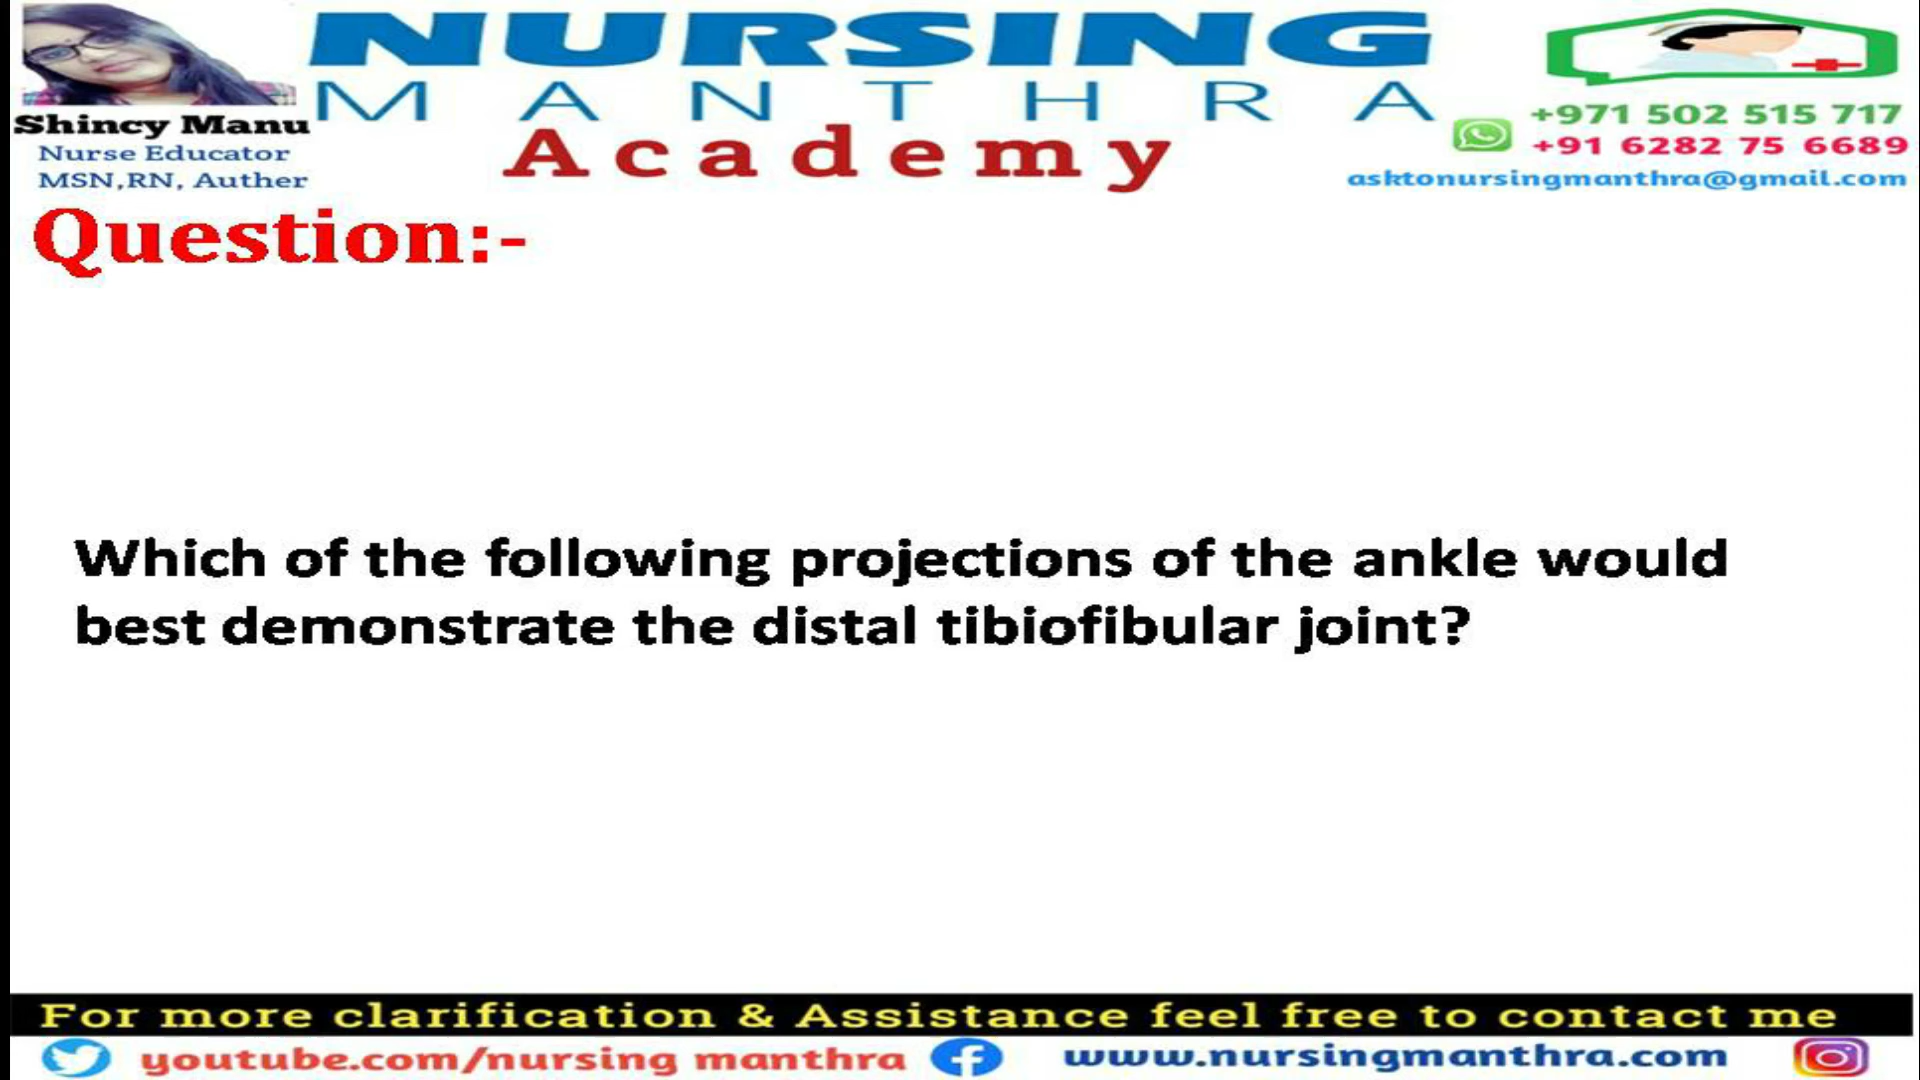 NURSING
MANTHRA
Academy
Shincy Manu
Nurse Educator
MSN,RN, Auther
+971 502 515 717
+91 6282 75 6689
asktonursingmanthra@gmail.com
Question:-
Which of the following projections of the ankle would
best demonstrate the distal tibiofibular joint?
For more clarification & Assistance feel free to contact me
youtube.com/nursing manthra
www.nursingmanthra.com